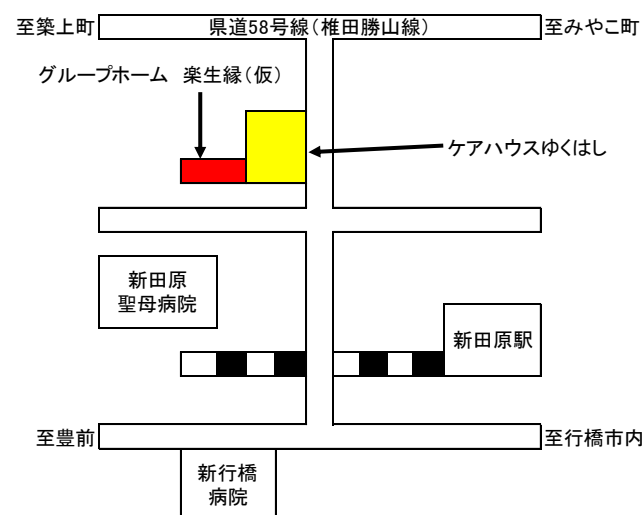 至築上町
県道58号線（椎田勝山線）
至みやこ町
グループホーム　楽生縁（仮）
ケアハウスゆくはし
新田原
聖母病院
新田原駅
至豊前
至行橋市内
新行橋
病院